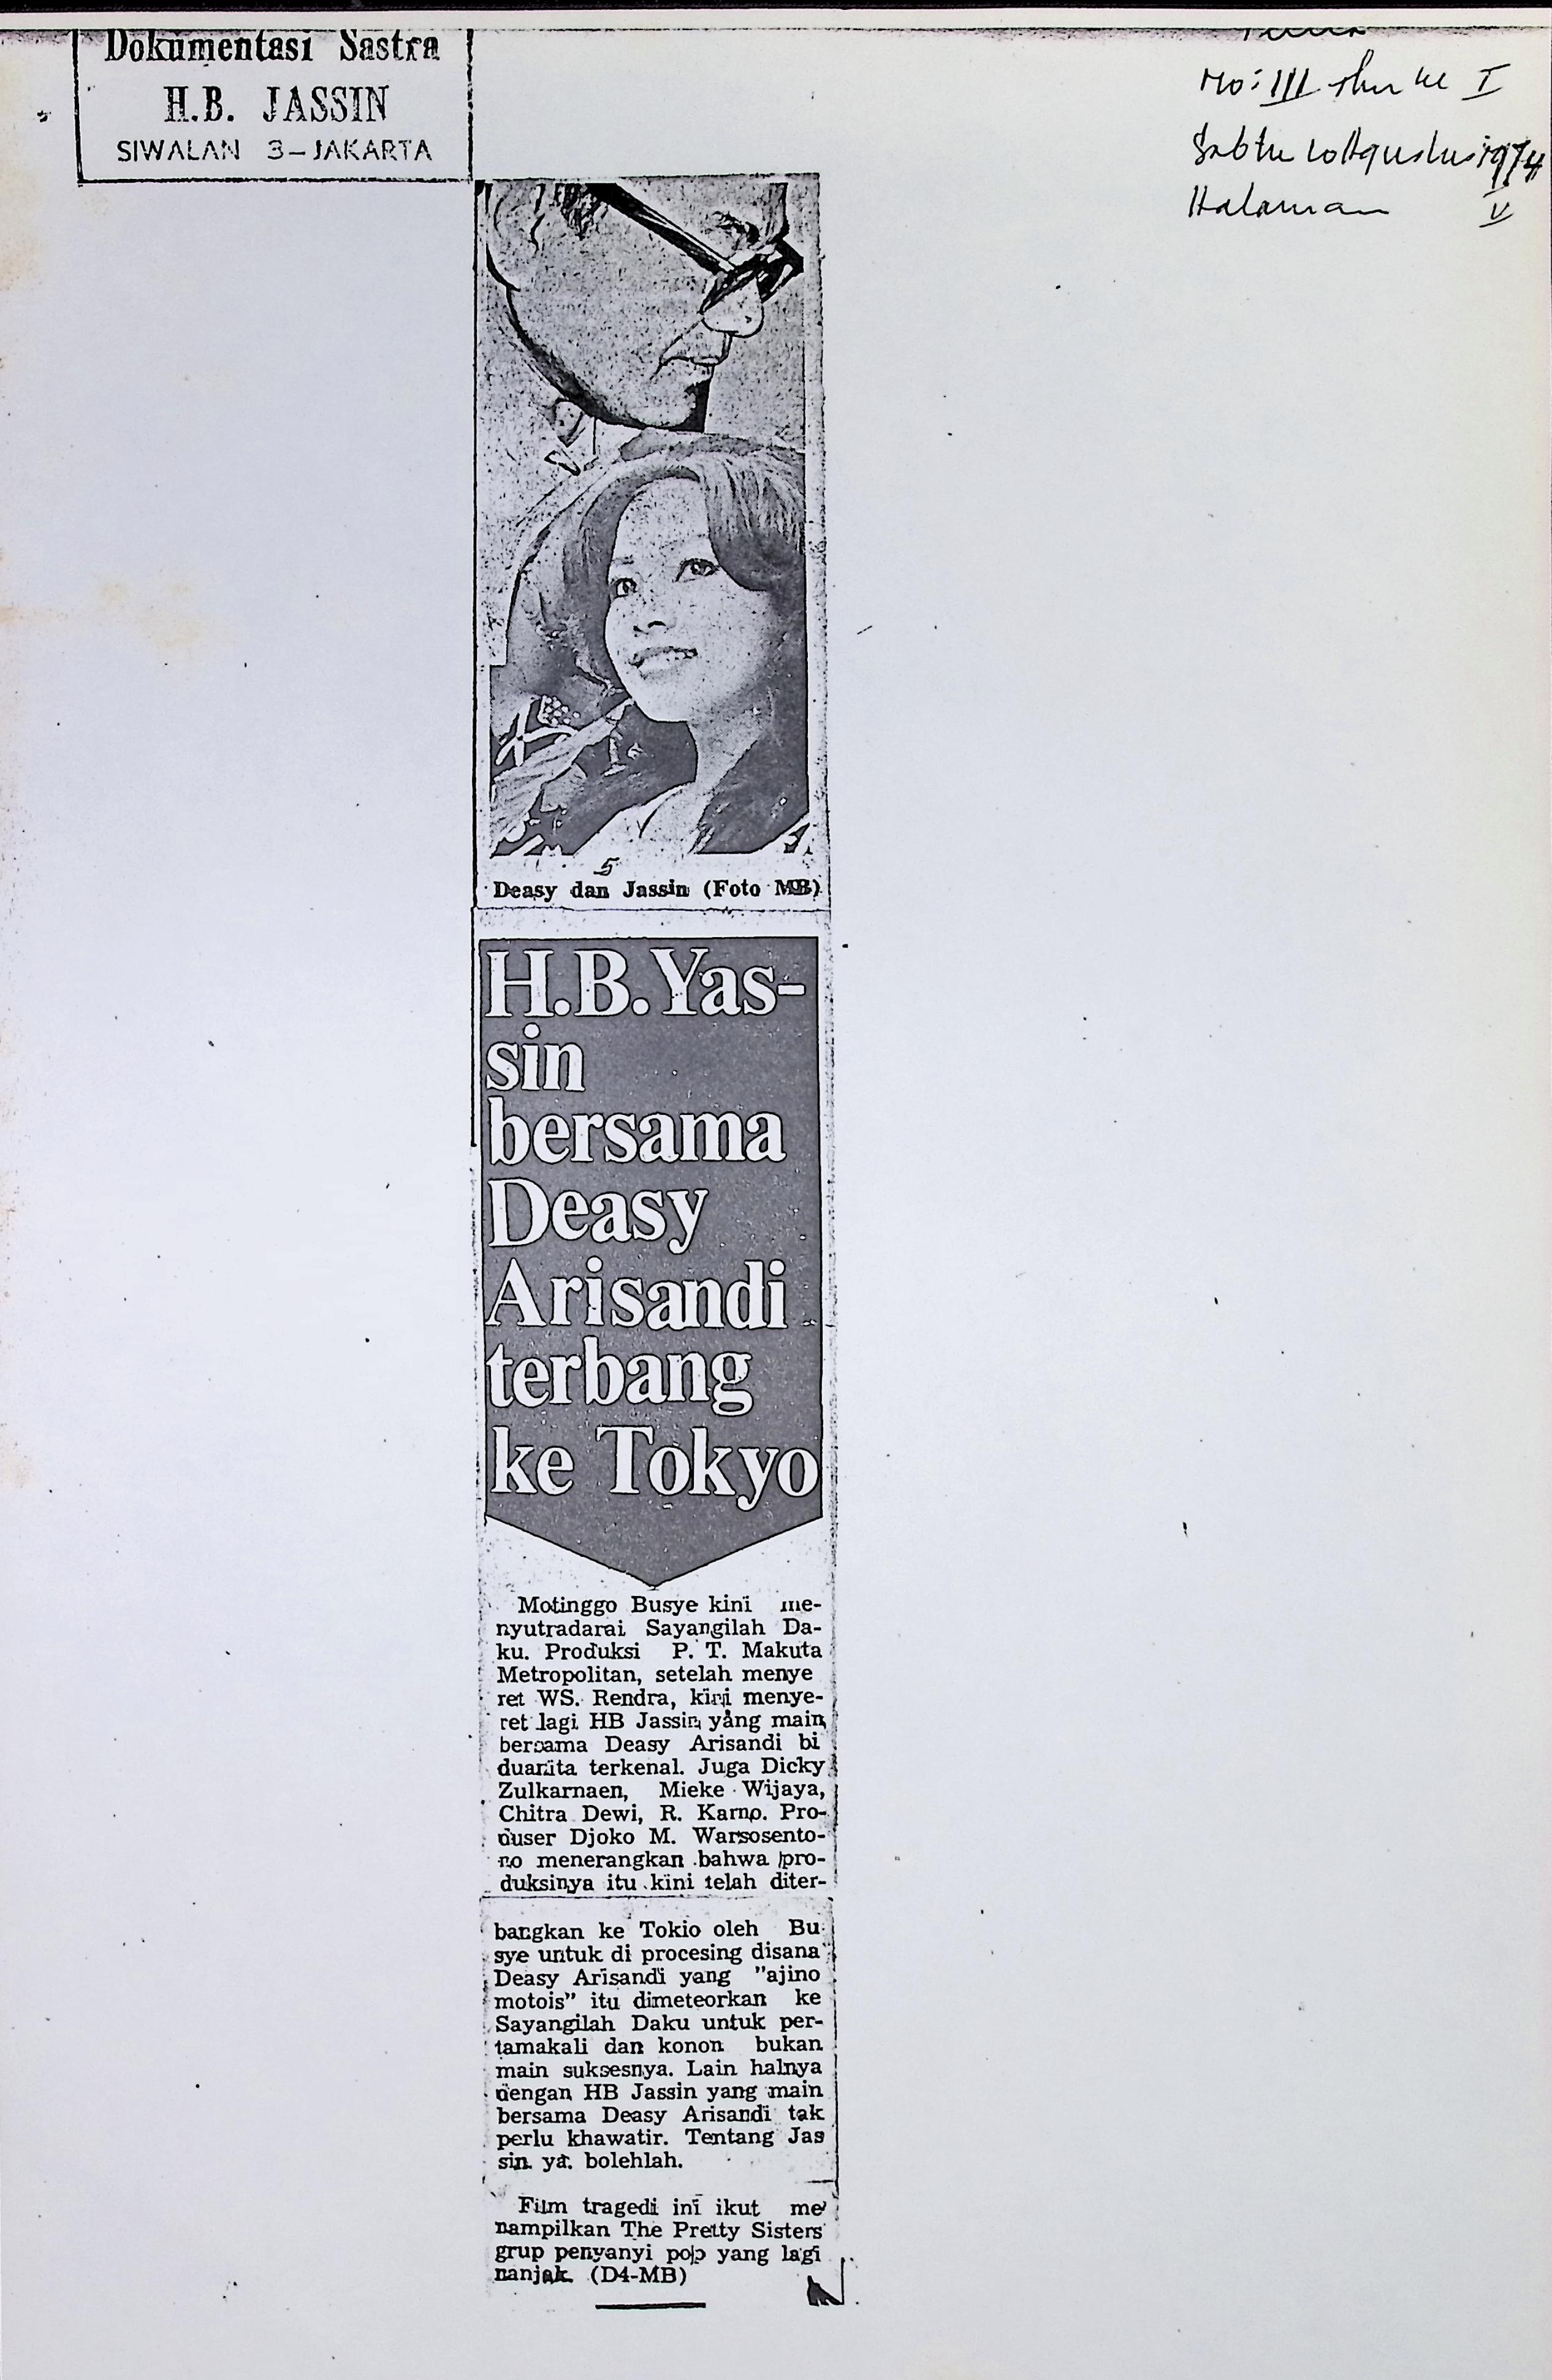 Dokumentasi Sastra
H.B. JASSIN
SIWALAN 3-JAKARTA
No: III thn ke I
Sabtu 10 Agustus 1974
Halaman V
5
Deasy dan Jassin (Foto MB)
H.B.Yas-
sin
bersama
Deasy
Arisandi
terbang
ke Tokyo
Motinggo Busye kini me-
nyutradarai Sayangilah Da-
ku. Produksi P. T. Makuta
Metropolitan, setelah menye
ret WS. Rendra, kini menye-
ret lagi HB Jassin yang main
bersama Deasy Arisandi bi
duanita terkenal. Juga Dicky
Zulkarnaen, Mieke Wijaya,
Chitra Dewi, R. Karno. Pro-
duser Djoko M. Warsosento-
no menerangkan bahwa pro-
duksinya itu kini telah diter-
bangkan ke Tokio oleh Bu
sye untuk di procesing disana
Deasy Arisandi yang "ajino
motois" itu dimeteorkan ke
Sayangilah Daku untuk per-
tamakali dan konon bukan
main suksesnya. Lain halnya
dengan HB Jassin yang main
bersama Deasy Arisandi tak
perlu khawatir. Tentang Jas
sin ya. bolehlah.
Film tragedi ini ikut me
nampilkan The Pretty Sisters
grup penyanyi pop yang lagi
nanjak. (D4-MB)